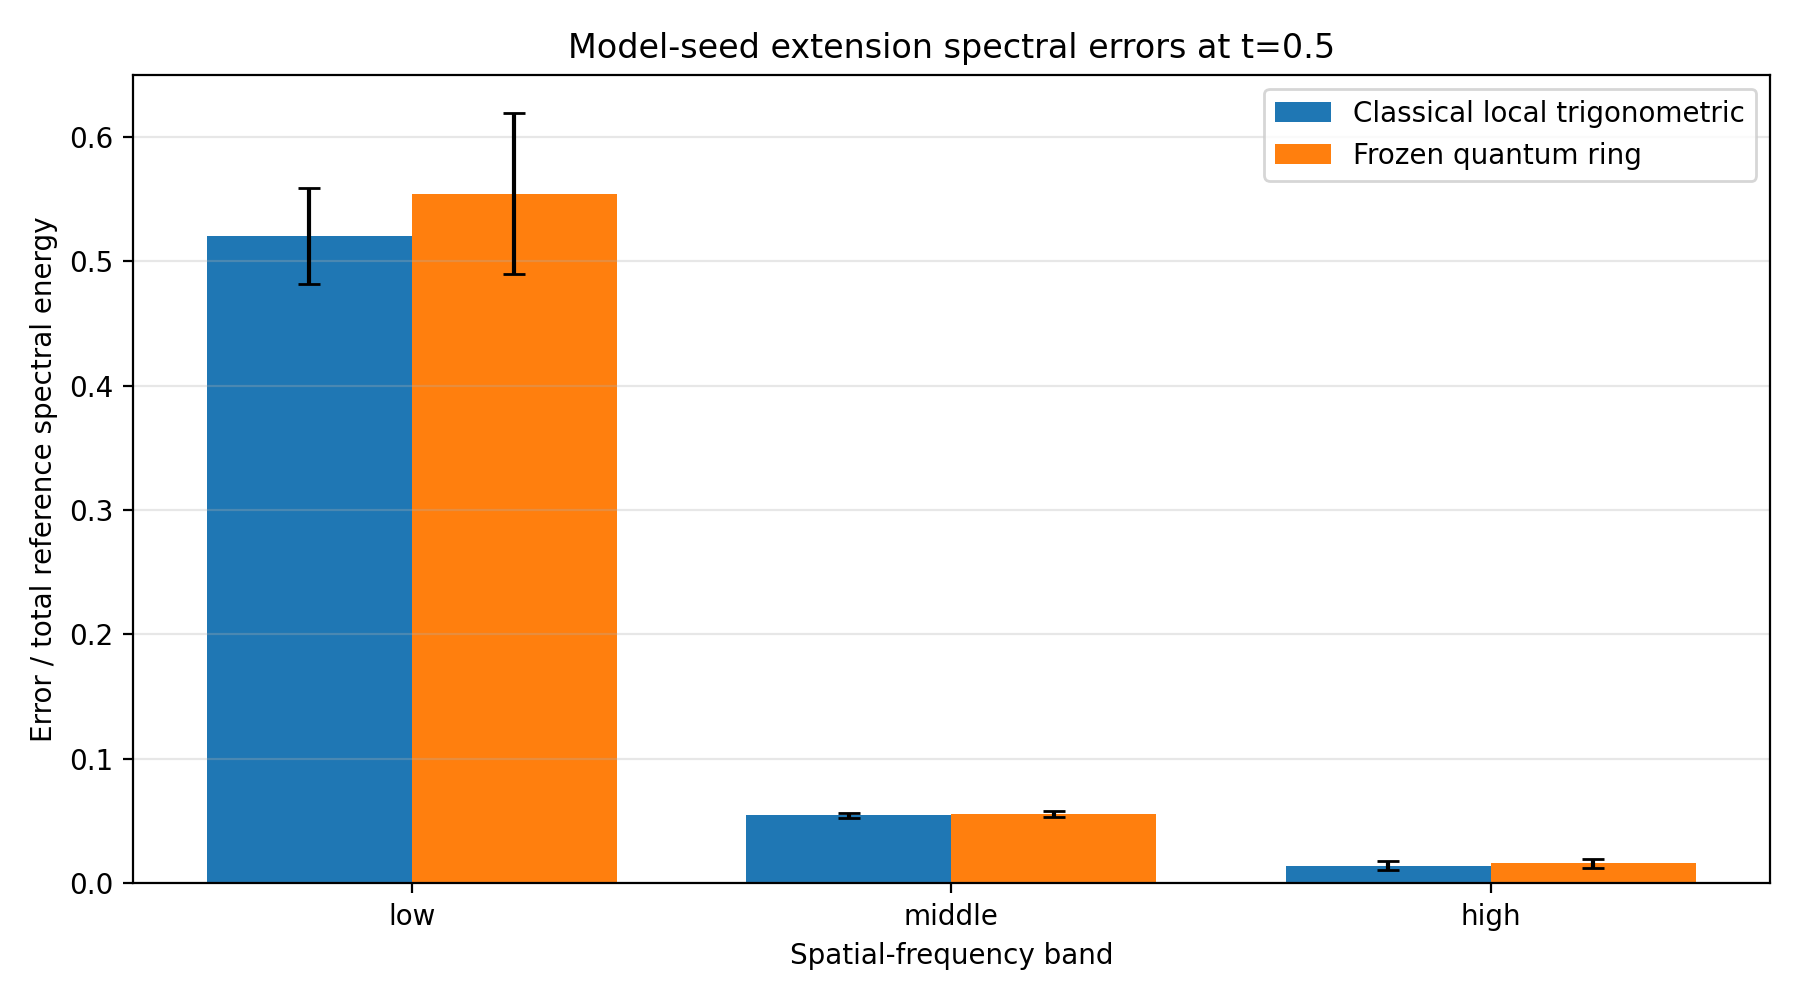 Model-seed extension spectral errors at t=0.5
Classical local trigonometric
Frozen quantum ring
Error / total reference spectral energy
0.6
0.5
0.4
0.3
0.2
0.1
0.0
low
middle
high
Spatial-frequency band